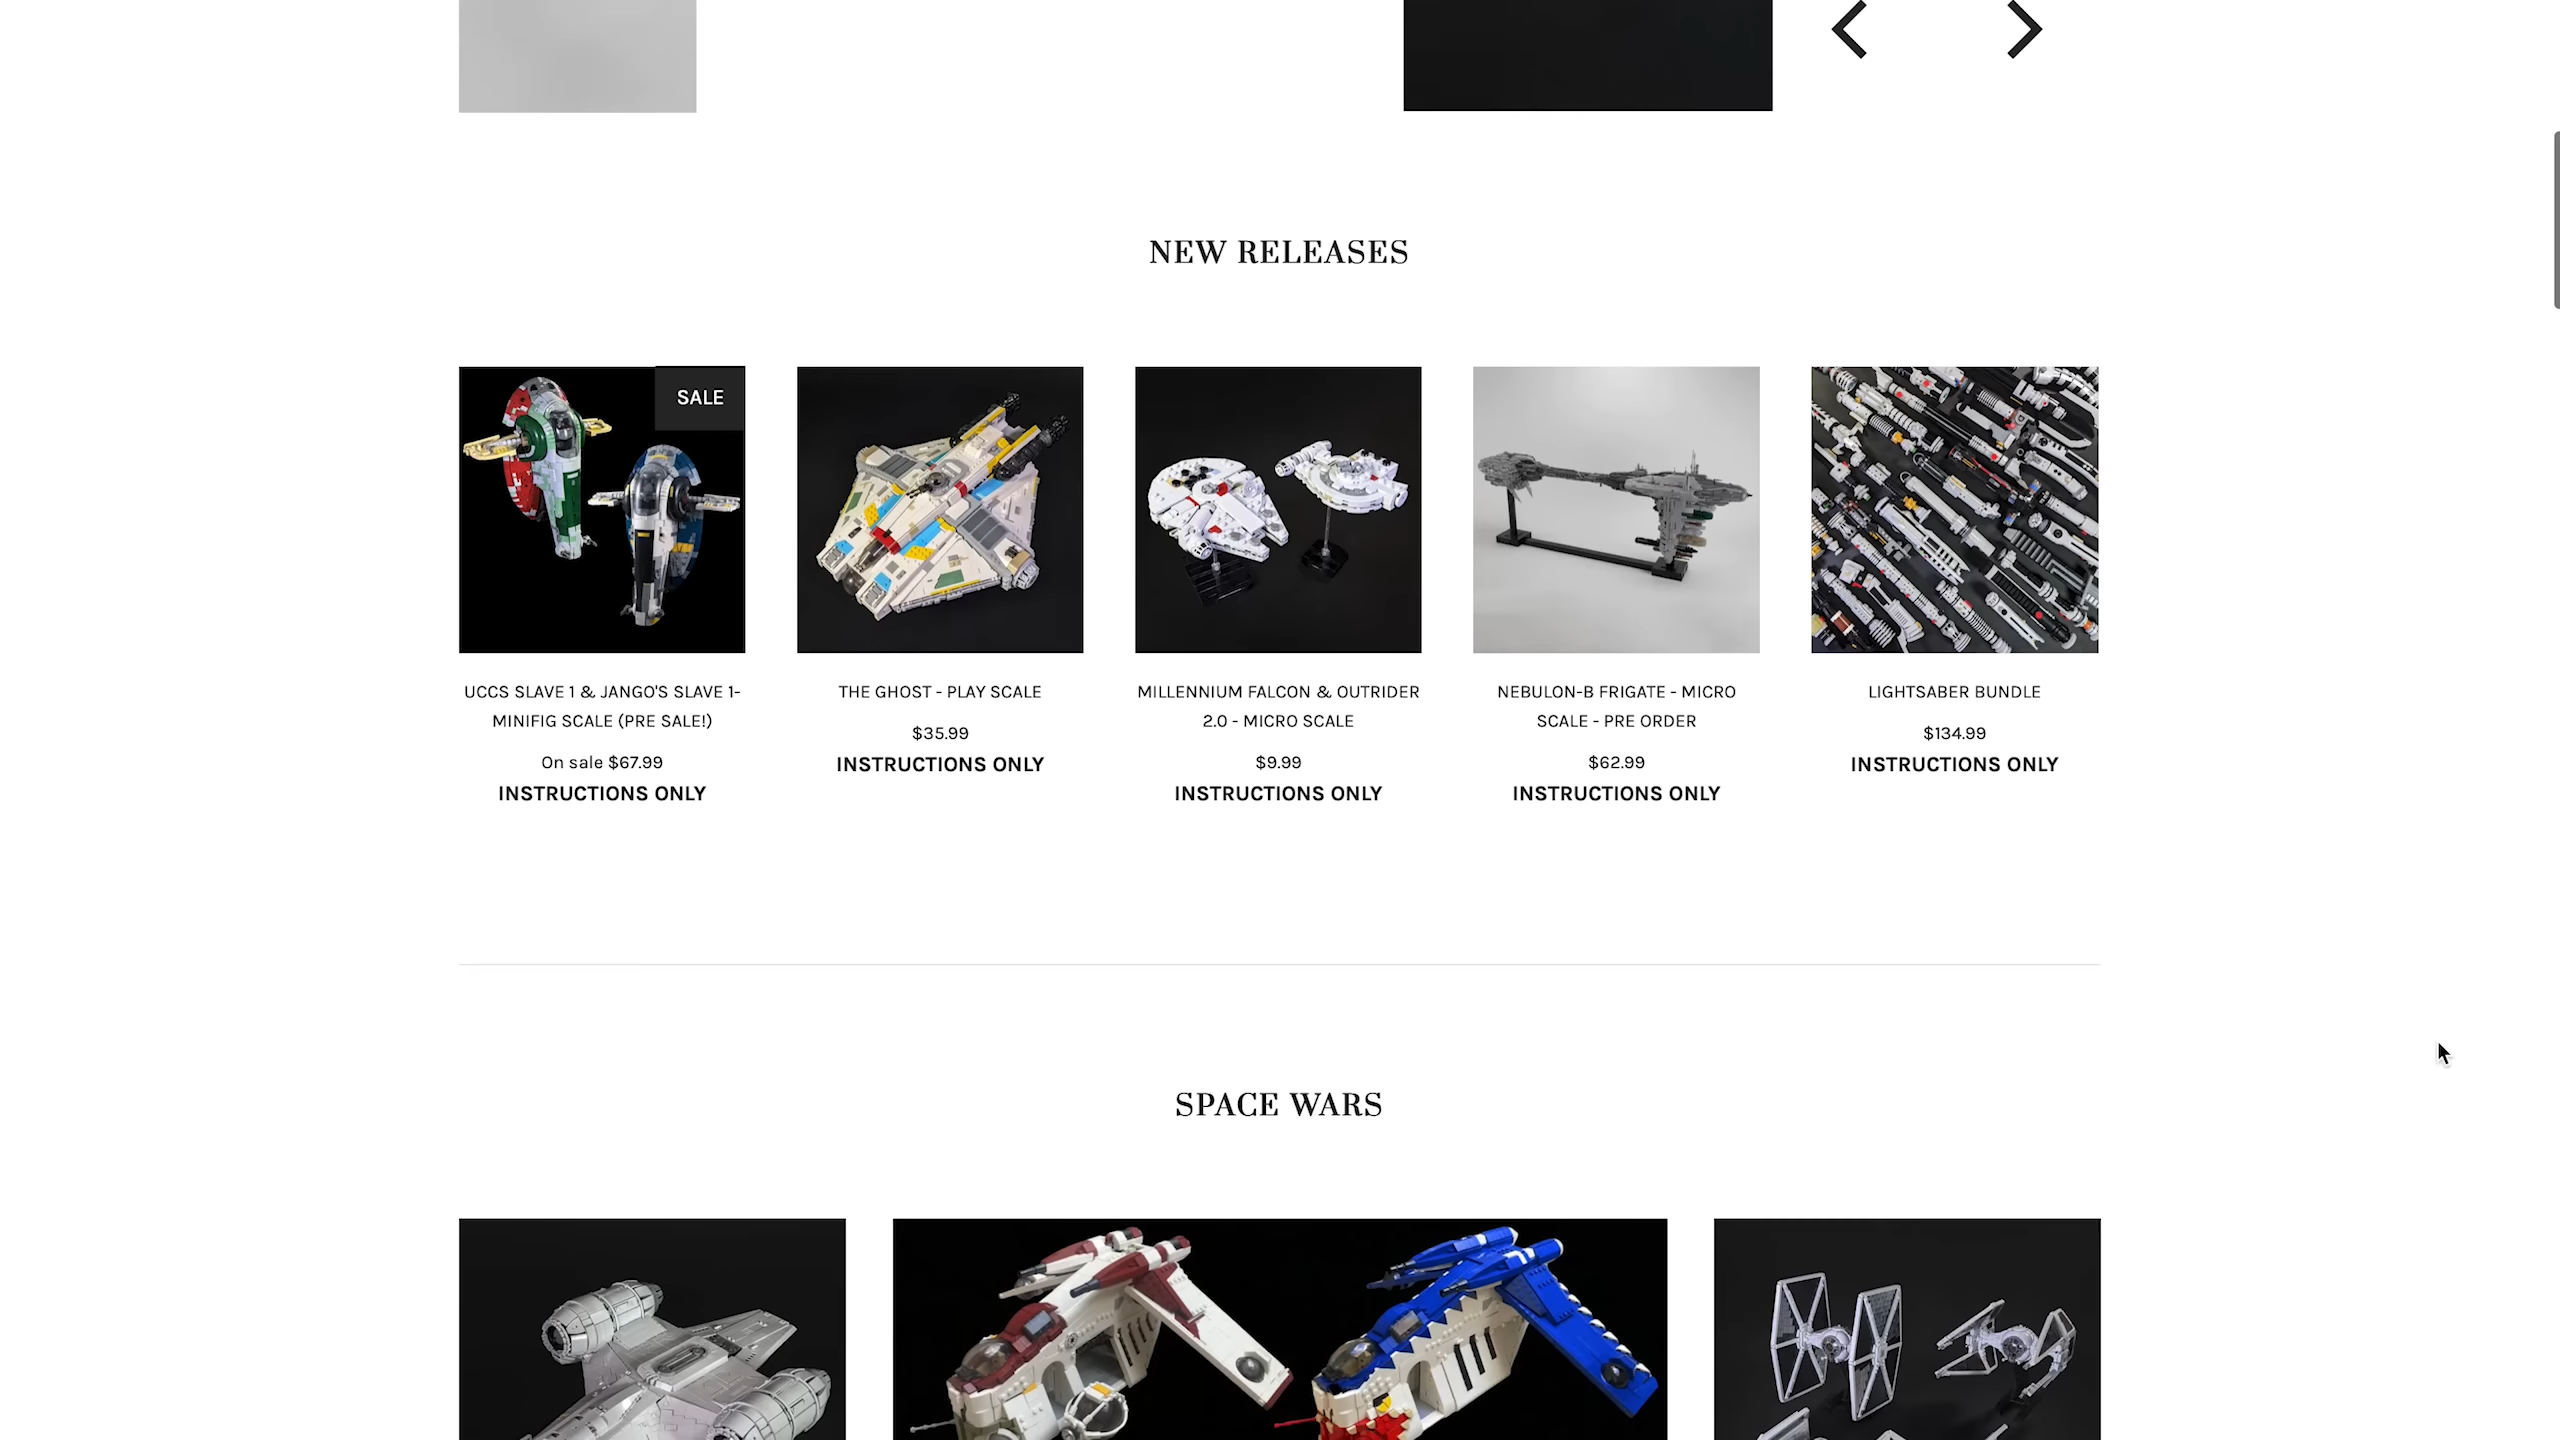 NEW RELEASES
SALE
UCCS SLAVE 1 & JANGO'S SLAVE 1-
MINIFIG SCALE (PRE SALE!)
On sale $67.99
INSTRUCTIONS ONLY
THE GHOST - PLAY SCALE
$35.99
INSTRUCTIONS ONLY
MILLENNIUM FALCON & OUTRIDER
2.0 - MICRO SCALE
$9.99
INSTRUCTIONS ONLY
NEBULON-B FRIGATE - MICRO
SCALE - PRE ORDER
$62.99
INSTRUCTIONS ONLY
LIGHTSABER BUNDLE
$134.99
INSTRUCTIONS ONLY
SPACE WARS